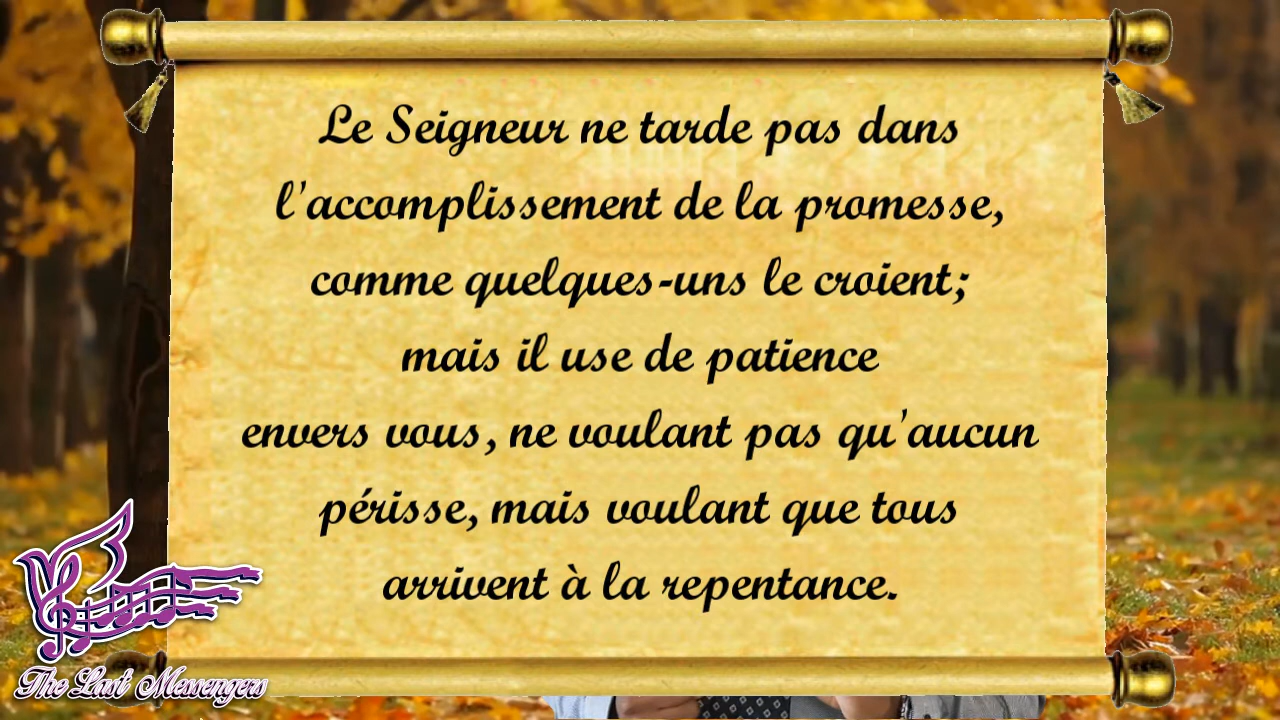 Le Seigneur ne tarde pas dans
l'accomplissement de la promesse,
comme quelques-uns le croient;
mais il use de patience
envers vous, ne voulant pas qu'aucun
périsse, mais voulant que tous
arrivent à la repentance.
The Last Messengers